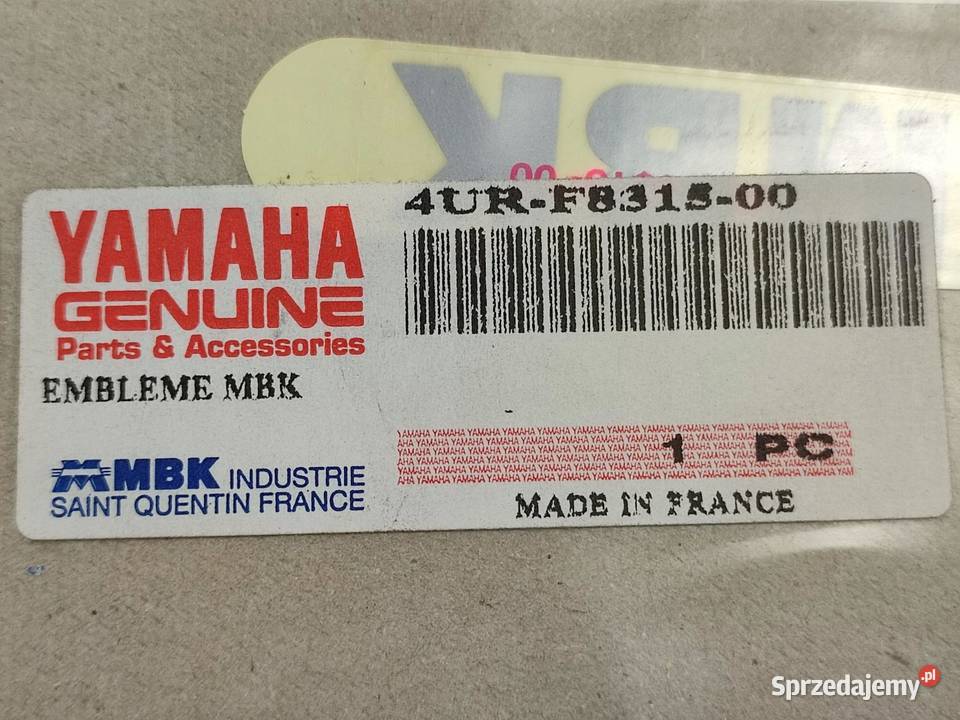 MBK
4UR-F8315-00
YAMAHA
GENUINE
Parts & Accessories
EMBLEME MBK
1 PC
MBK INDUSTRIE
SAINT QUENTIN FRANCE
MADE IN FRANCE
Sprzedajemy.pl